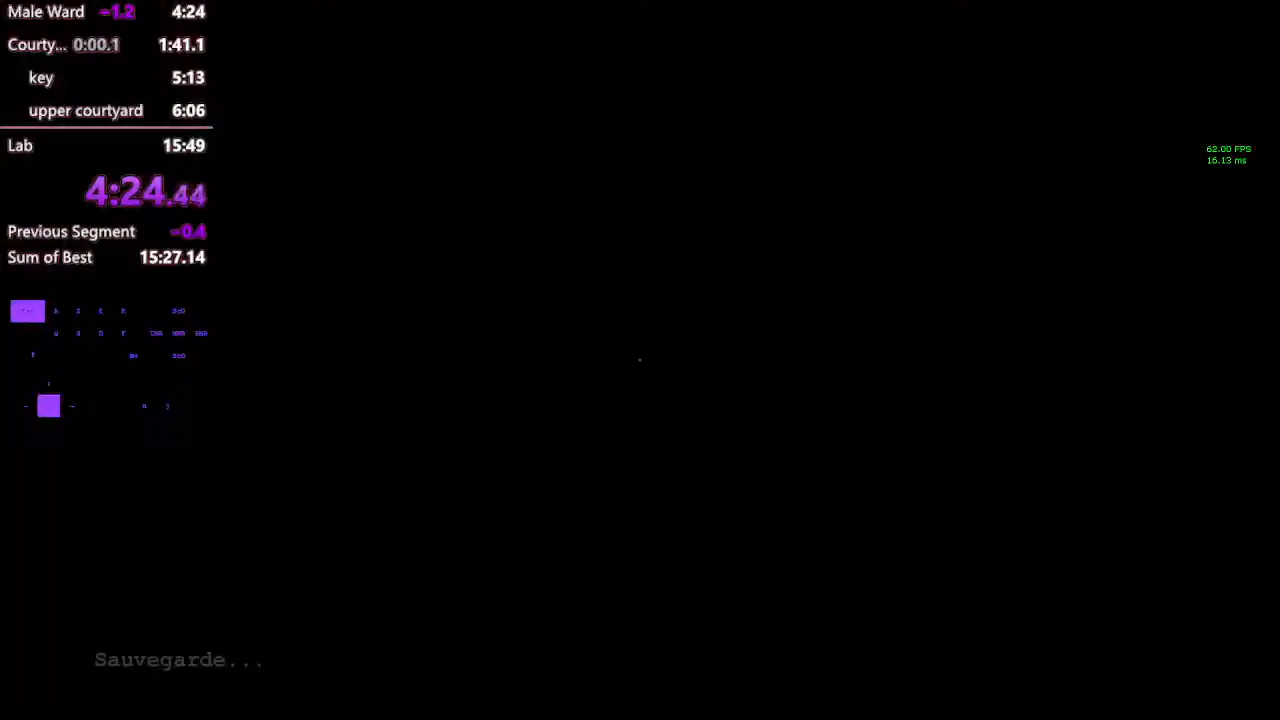 Male Ward -1.2 4:24
Courty... 0:00.1 1:41.1
key 5:13
upper courtyard 6:06
Lab 15:49
4:24.44
Previous Segment -0.4
Sum of Best 15:27.14
62.00 FPS
16.13 ms
Sauvegarde...